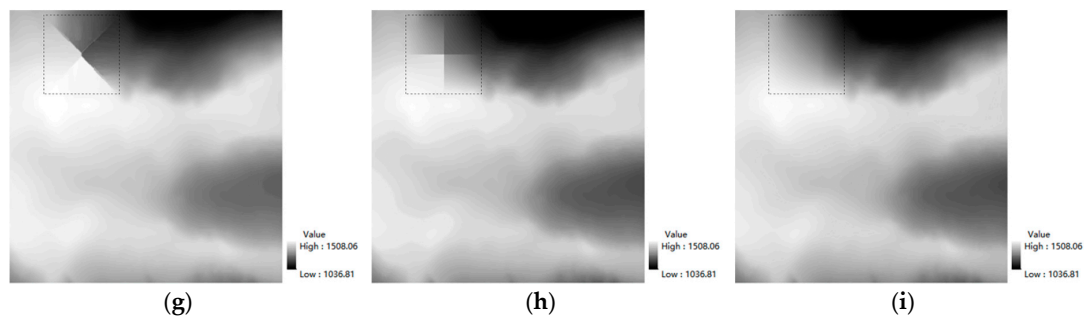 Value
High : 1508.06
Low : 1036.81
Value
High : 1508.06
Low : 1036.81
Value
High : 1508.06
Low : 1036.81
(g)
(h)
(i)